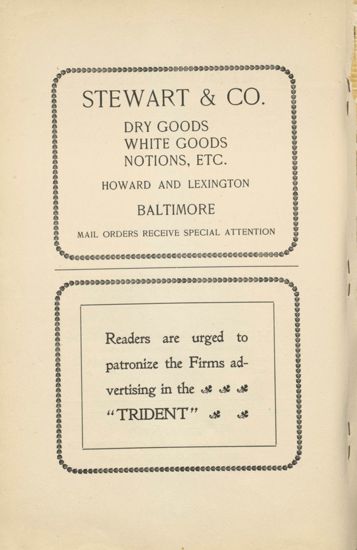 STEWART & CO.
DRY GOODS
WHITE GOODS
NOTIONS, ETC.
HOWARD AND LEXINGTON
BALTIMORE
MAIL ORDERS RECEIVE SPECIAL ATTENTION
Readers are urged to
patronize the Firms ad-
vertising in the
"TRIDENT"